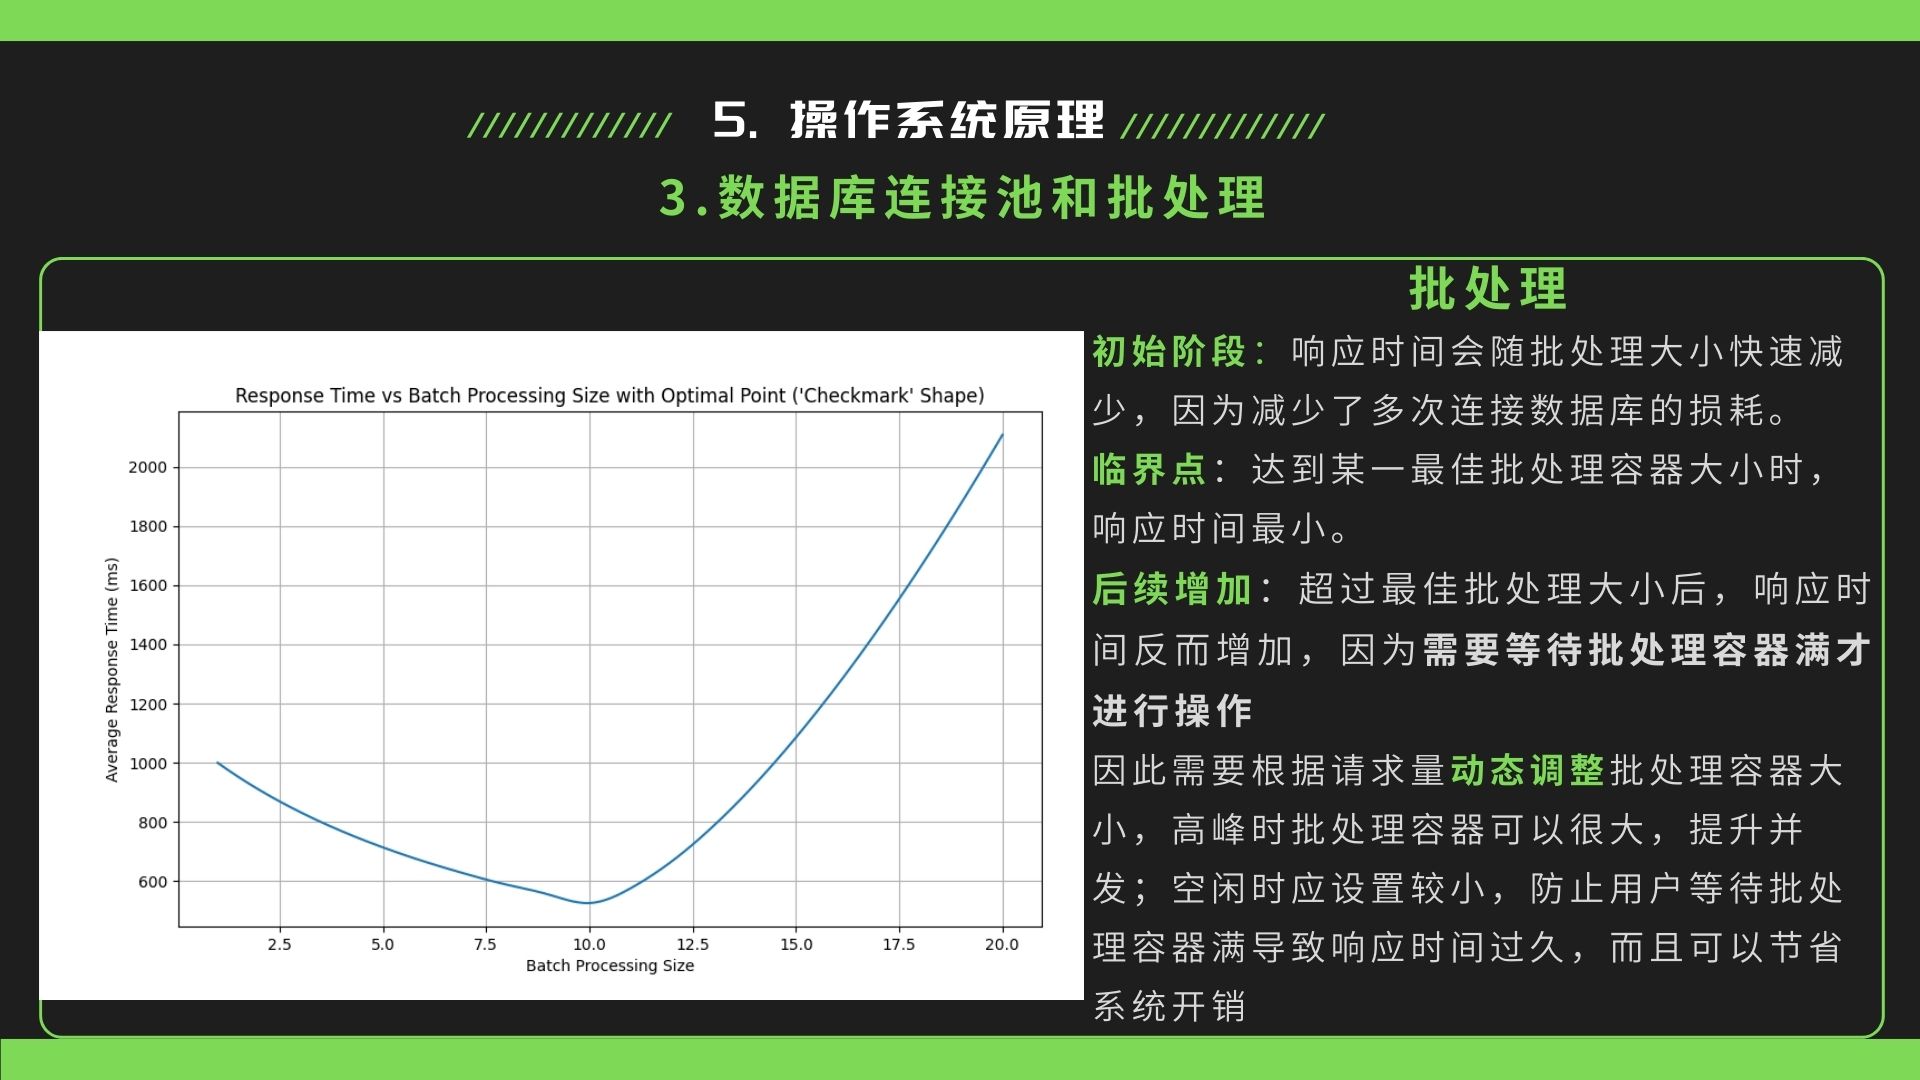 5. 操作系统原理
3.数据库连接池和批处理
Response Time vs Batch Processing Size with Optimal Point ('Checkmark' Shape)
Average Response Time (ms)
2000
1800
1600
1400
1200
1000
800
600
2.5 5.0 7.5 10.0 12.5 15.0 17.5 20.0
Batch Processing Size
批处理
初始阶段：响应时间会随批处理大小快速减
少，因为减少了多次连接数据库的损耗。
临界点：达到某一最佳批处理容器大小时，
响应时间最小。
后续增加：超过最佳批处理大小后，响应时
间反而增加，因为需要等待批处理容器满才
进行操作
因此需要根据请求量动态调整批处理容器大
小，高峰时批处理容器可以很大，提升并
发；空闲时应设置较小，防止用户等待批处
理容器满导致响应时间过久，而且可以节省
系统开销